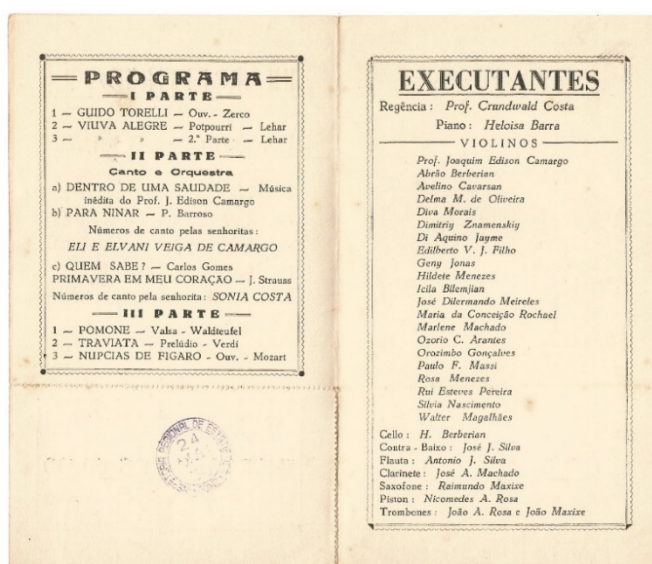 PROGRAMA
I PARTE
1 — GUIDO TORELLI — Ouv. - Zerco
2 — VIUVA ALEGRE — Potpourri — Lehar
3 — » » — 2.ª Parte — Lehar
II PARTE
Canto e Orquestra
a) DENTRO DE UMA SAUDADE — Música
inédita do Prof. J. Edison Camargo
b) PARA NINAR — P. Barroso
Números de canto pelas senhoritas:
ELI E ELVANI VEIGA DE CAMARGO
c) QUEM SABE? — Carlos Gomes
PRIMAVERA EM MEU CORAÇÃO — J. Strauss
Números de canto pela senhorita: SONIA COSTA
III PARTE
1 — POMONE — Valsa - Waldteufel
2 — TRAVIATA — Prelúdio - Verdi
3 — NUPCIAS DE FIGARO - Ouv. - Mozart
REGIONAL DE
24
EXECUTANTES
Regência: Prof. Crundwald Costa
Piano: Heloisa Barra
VIOLINOS
Prof. Joaquim Edison Camargo
Abrão Berberian
Avelino Cavarsan
Delma M. de Oliveira
Diva Morais
Dimitriy Znamenskiy
Di Aquino Jayme
Edilberto V. J. Filho
Geny Jonas
Hildete Menezes
Icila Bilemjian
José Dilermando Meireles
Maria da Conceição Rochael
Marlene Machado
Ozorio C. Arantes
Orozimbo Gonçalves
Paulo F. Massi
Rosa Menezes
Rui Esteves Pereira
Silvia Nascimento
Walter Magalhães
Cello: H. Berberian
Contra - Baixo: José J. Silva
Flauta: Antonio J. Silva
Clarinete: José A. Machado
Saxofone: Raimundo Maxixe
Piston: Nicomedes A. Rosa
Trombones: João A. Rosa e João Maxixe